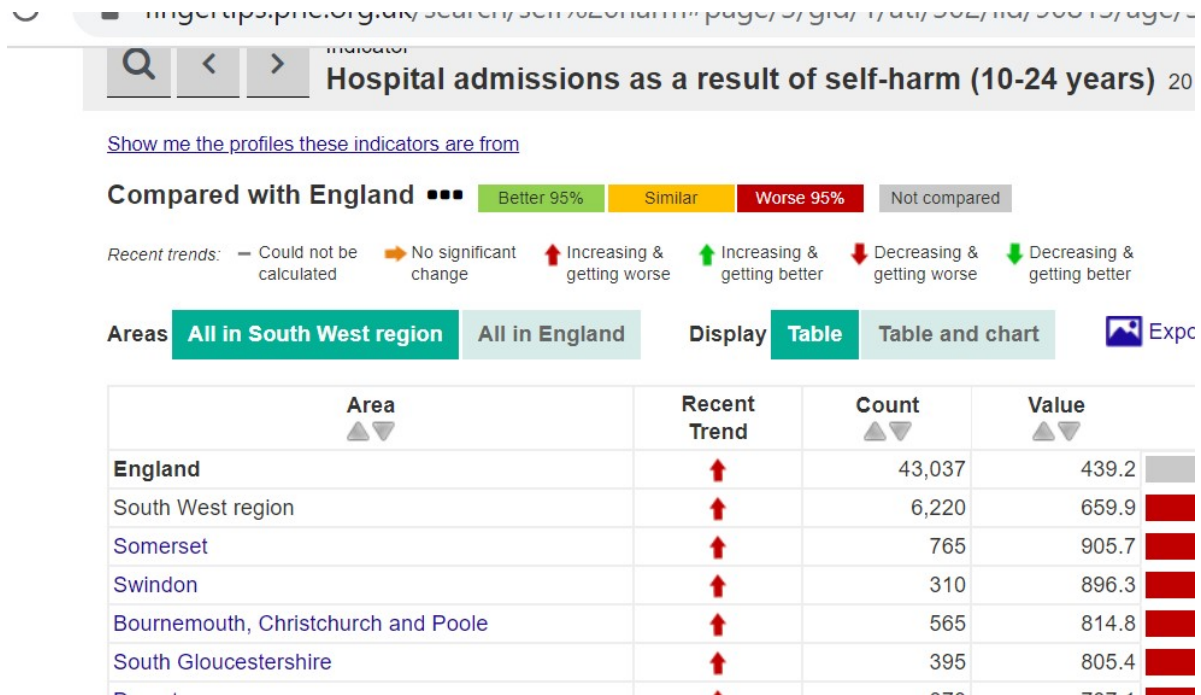 Indicator
Hospital admissions as a result of self-harm (10-24 years) 20
Show me the profiles these indicators are from
Compared with England ▪▪▪ Better 95% Similar Worse 95% Not compared
Recent trends: – Could not be calculated No significant change Increasing & getting worse Increasing & getting better Decreasing & getting worse Decreasing & getting better
Areas All in South West region All in England Display Table Table and chart Expo
Area Recent Trend Count Value
England 43,037 439.2
South West region 6,220 659.9
Somerset 765 905.7
Swindon 310 896.3
Bournemouth, Christchurch and Poole 565 814.8
South Gloucestershire 395 805.4